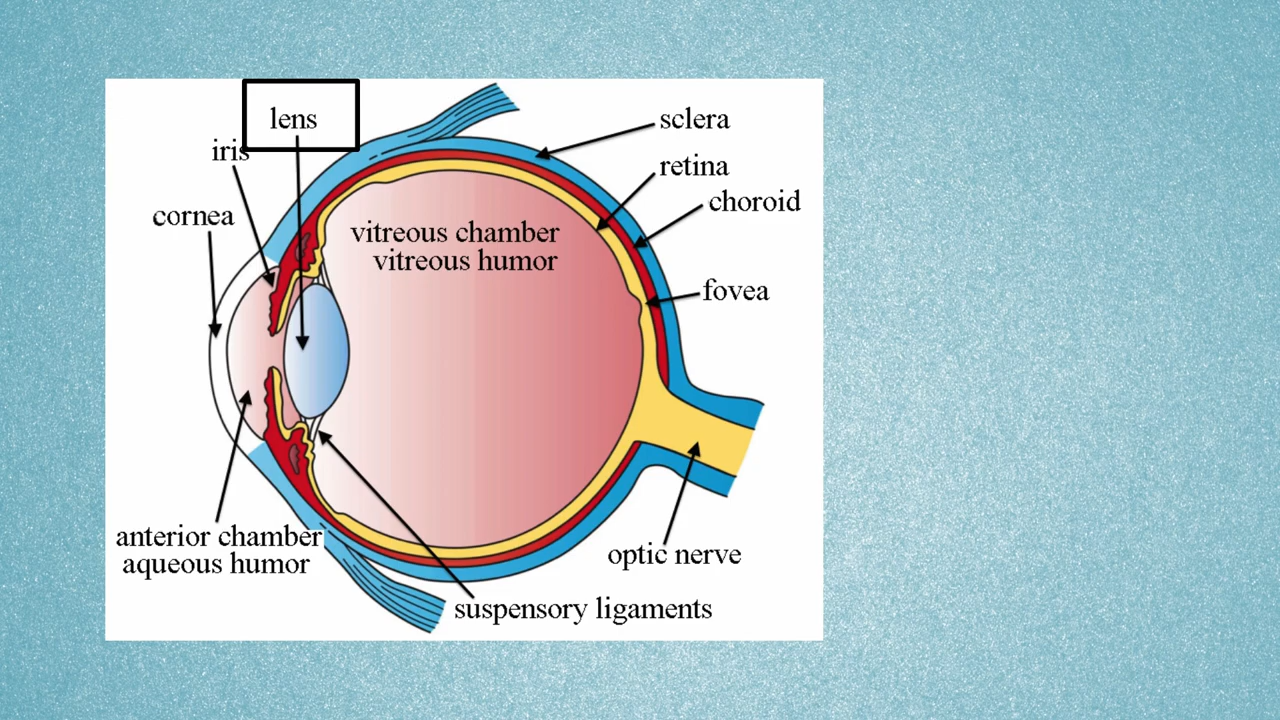 lens
iris
cornea
sclera
retina
choroid
vitreous chamber
vitreous humor
fovea
anterior chamber
aqueous humor
optic nerve
suspensory ligaments